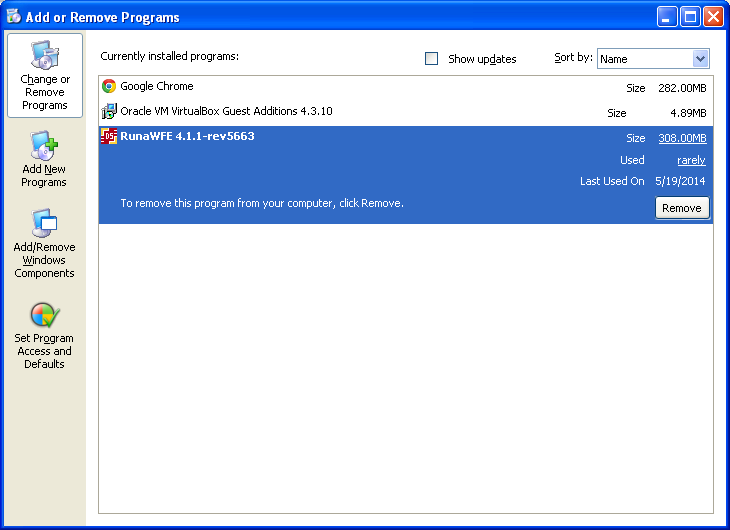 Add or Remove Programs
Change or
Remove
Programs
Add New
Programs
Add/Remove
Windows
Components
Set Program
Access and
Defaults
Currently installed programs:
Show updates
Sort by: Name
Google Chrome Size 282.00MB
Oracle VM VirtualBox Guest Additions 4.3.10 Size 4.89MB
RunaWFE 4.1.1-rev5663 Size 308.00MB
Used rarely
Last Used On 5/19/2014
To remove this program from your computer, click Remove. Remove